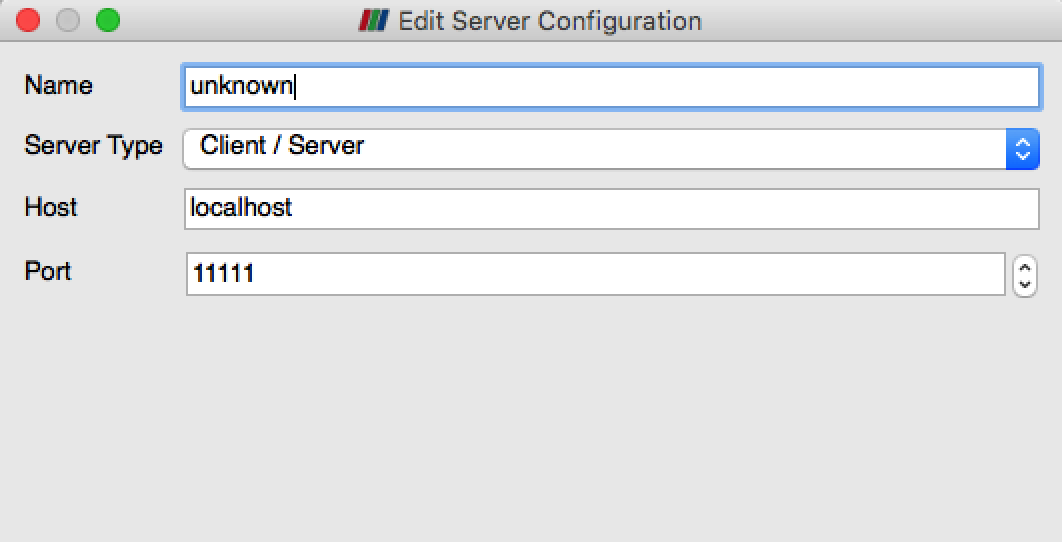 Edit Server Configuration
Name unknown
Server Type Client / Server
Host localhost
Port 11111